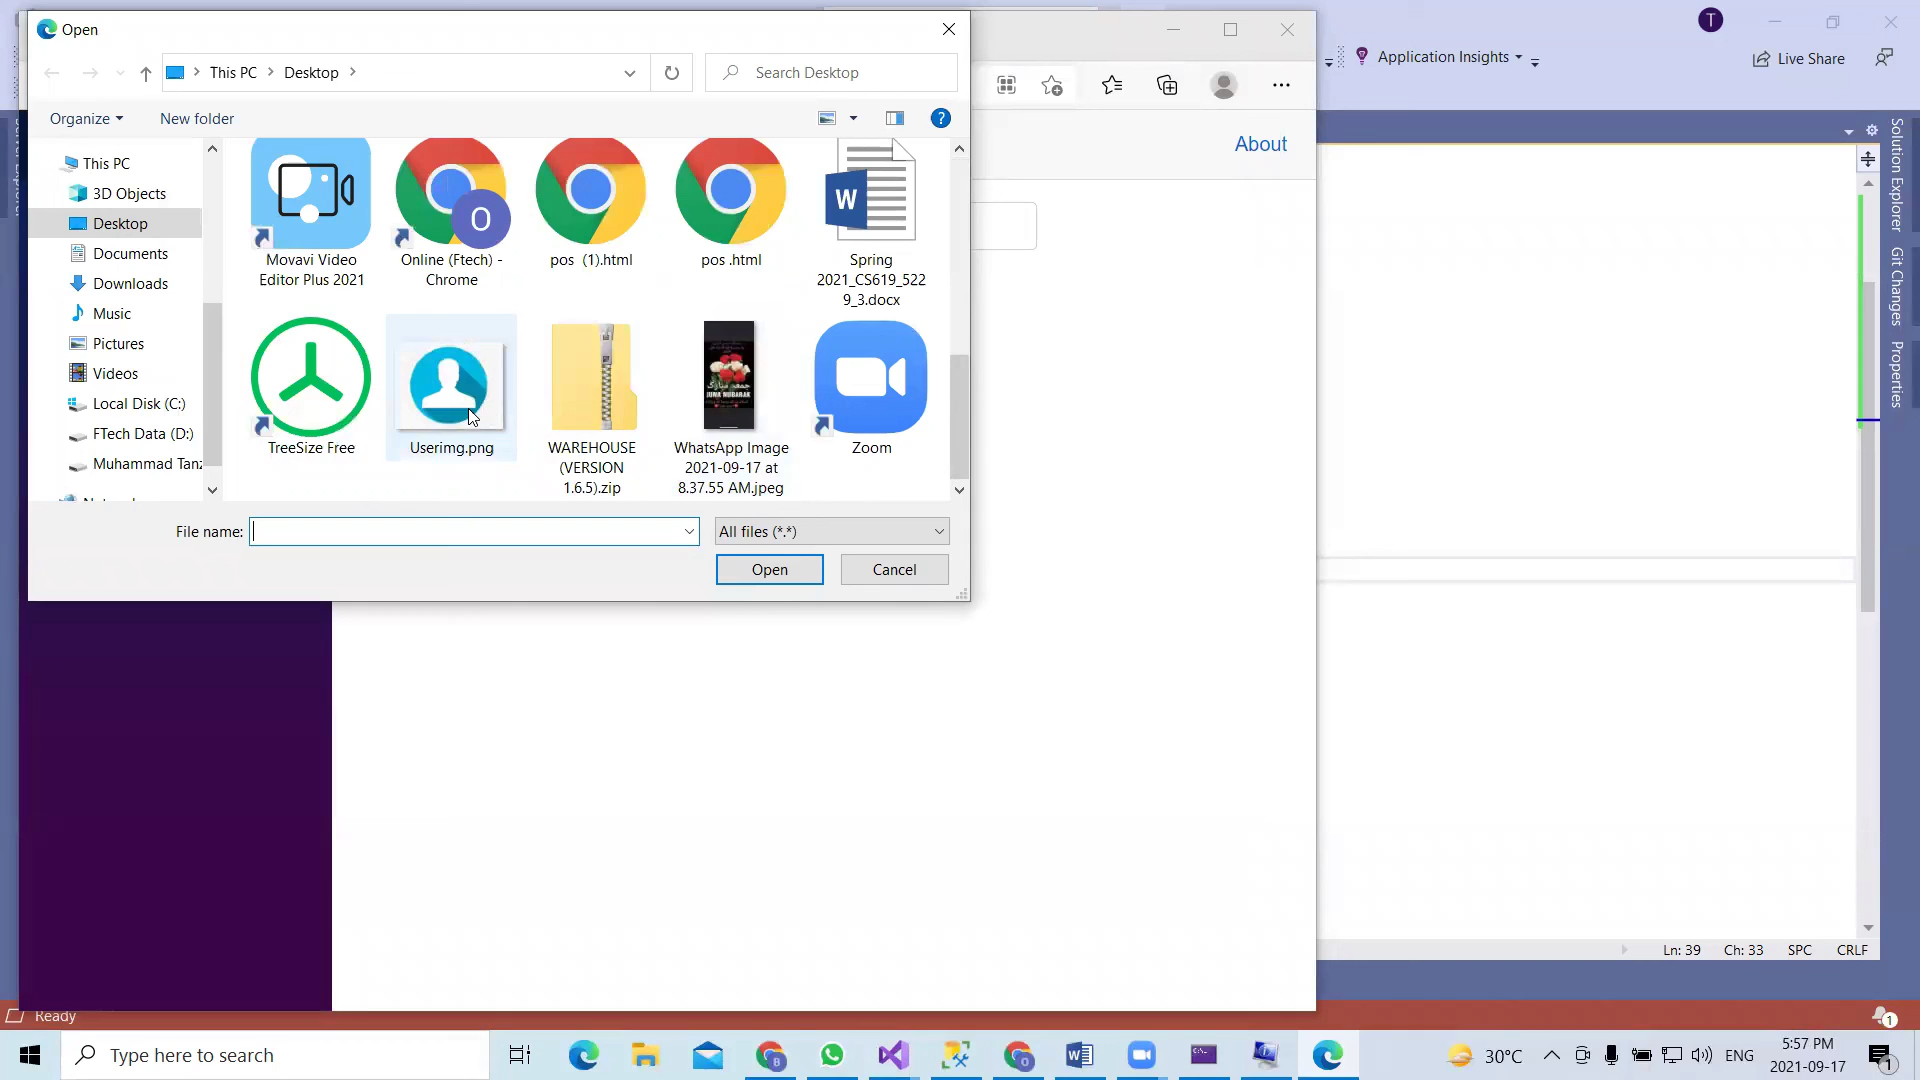 Open
This PC
Desktop
Search Desktop
Organize
New folder
This PC
3D Objects
Desktop
Documents
Downloads
Music
Pictures
Videos
Local Disk (C:)
FTech Data (D:)
Muhammad Tanz
Movavi Video
Editor Plus 2021
O
Online (Ftech) -
Chrome
pos (1).html
pos .html
W
Spring
2021_CS619_522
9_3.docx
TreeSize Free
Userimg.png
WAREHOUSE
(VERSION
1.6.5).zip
JUMA MUBARAK
WhatsApp Image
2021-09-17 at
8.37.55 AM.jpeg
Zoom
File name:
All files (*.*)
Open
Cancel
About
T
Application Insights
Live Share
Solution Explorer
Git Changes
Properties
Ln: 39
Ch: 33
SPC
CRLF
Ready
1
Type here to search
30°C
ENG
5:57 PM
2021-09-17
1